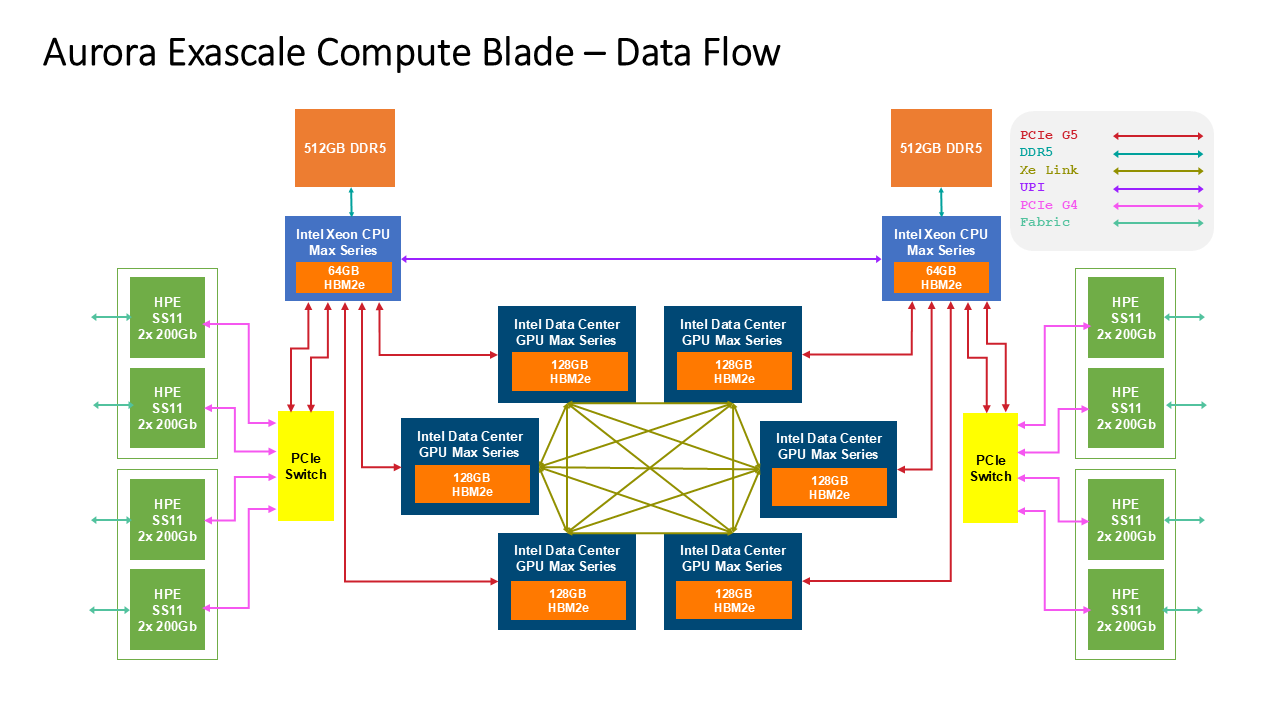 Aurora Exascale Compute Blade – Data Flow
512GB DDR5
512GB DDR5
PCIe G5
DDR5
Xe Link
UPI
PCIe G4
Fabric
Intel Xeon CPU
Max Series
64GB
HBM2e
Intel Xeon CPU
Max Series
64GB
HBM2e
HPE
SS11
2x 200Gb
HPE
SS11
2x 200Gb
HPE
SS11
2x 200Gb
HPE
SS11
2x 200Gb
PCIe
Switch
Intel Data Center
GPU Max Series
128GB
HBM2e
Intel Data Center
GPU Max Series
128GB
HBM2e
Intel Data Center
GPU Max Series
128GB
HBM2e
Intel Data Center
GPU Max Series
128GB
HBM2e
Intel Data Center
GPU Max Series
128GB
HBM2e
Intel Data Center
GPU Max Series
128GB
HBM2e
PCIe
Switch
HPE
SS11
2x 200Gb
HPE
SS11
2x 200Gb
HPE
SS11
2x 200Gb
HPE
SS11
2x 200Gb